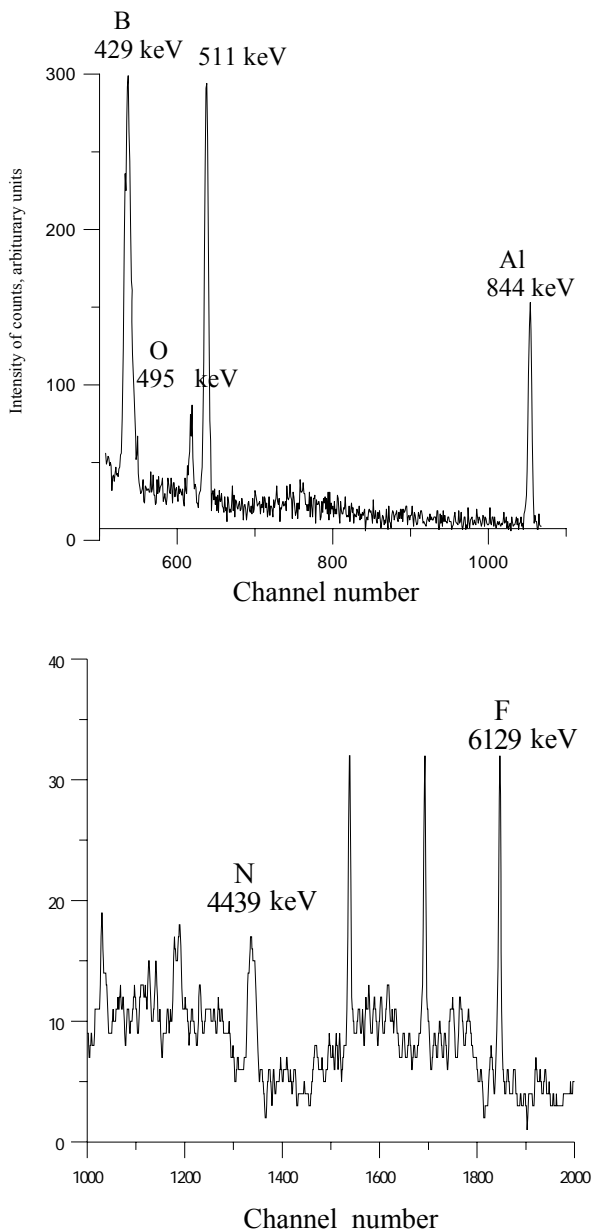 B
429 keV
511 keV
300
Intensity of counts, arbiturary units
200
Al
844 keV
O
495 keV
100
0
600
800
1000
Channel number
40
F
6129 keV
30
N
4439 keV
20
10
0
1000
1200
1400
1600
1800
2000
Channel number